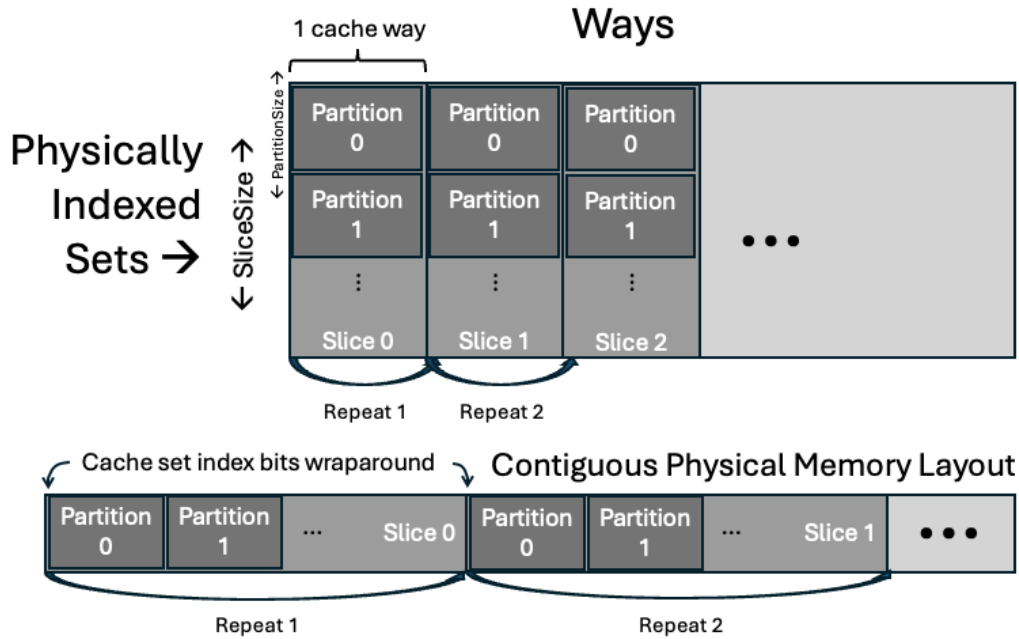 1 cache way
Ways
← PartitionSize →
Physically
Indexed
Sets →
← SliceSize →
Partition
0
Partition
0
Partition
0
Partition
1
Partition
1
Partition
1
...
...
...
...
Slice 0
Slice 1
Slice 2
Repeat 1
Repeat 2
Cache set index bits wraparound
Contiguous Physical Memory Layout
Partition
0
Partition
1
...
Slice 0
Partition
0
Partition
1
...
Slice 1
...
Repeat 1
Repeat 2